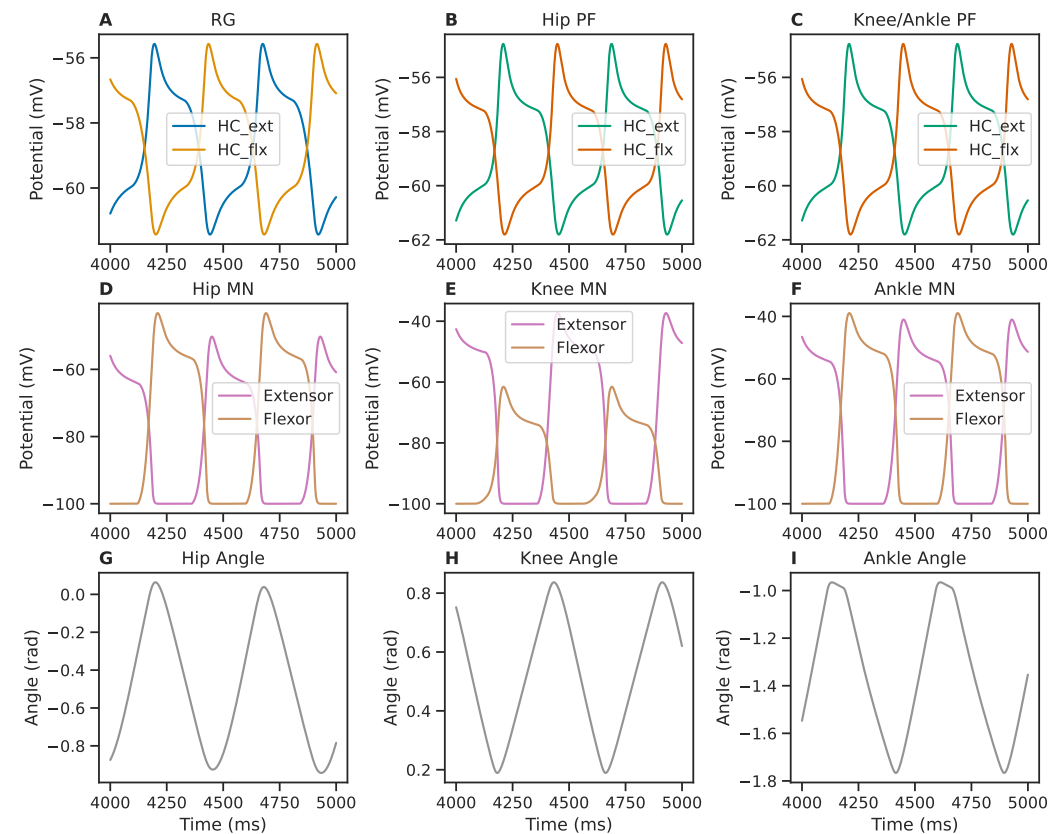 A RG
Potential (mV)
−56
−58
−60
HC_ext
HC_flx
4000 4250 4500 4750 5000
B Hip PF
Potential (mV)
−56
−58
−60
−62
HC_ext
HC_flx
4000 4250 4500 4750 5000
C Knee/Ankle PF
Potential (mV)
−56
−58
−60
−62
HC_ext
HC_flx
4000 4250 4500 4750 5000
D Hip MN
Potential (mV)
−60
−80
−100
Extensor
Flexor
4000 4250 4500 4750 5000
E Knee MN
Potential (mV)
−40
−60
−80
−100
Extensor
Flexor
4000 4250 4500 4750 5000
F Ankle MN
Potential (mV)
−40
−60
−80
−100
Extensor
Flexor
4000 4250 4500 4750 5000
G Hip Angle
Angle (rad)
0.0
−0.2
−0.4
−0.6
−0.8
4000 4250 4500 4750 5000
Time (ms)
H Knee Angle
Angle (rad)
0.8
0.6
0.4
0.2
4000 4250 4500 4750 5000
Time (ms)
I Ankle Angle
Angle (rad)
−1.0
−1.2
−1.4
−1.6
−1.8
4000 4250 4500 4750 5000
Time (ms)